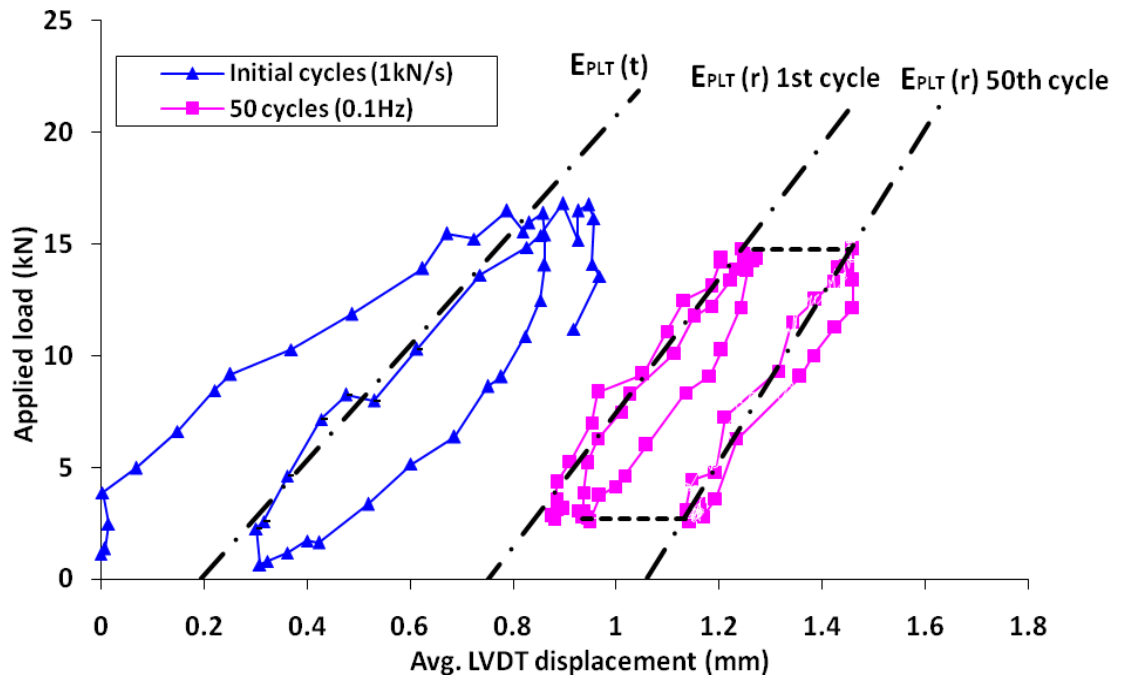 25
20
15
10
5
0
Applied load (kN)
Initial cycles (1kN/s)
50 cycles (0.1Hz)
EPLT (t)
EPLT (r) 1st cycle
EPLT (r) 50th cycle
0 0.2 0.4 0.6 0.8 1 1.2 1.4 1.6 1.8
Avg. LVDT displacement (mm)